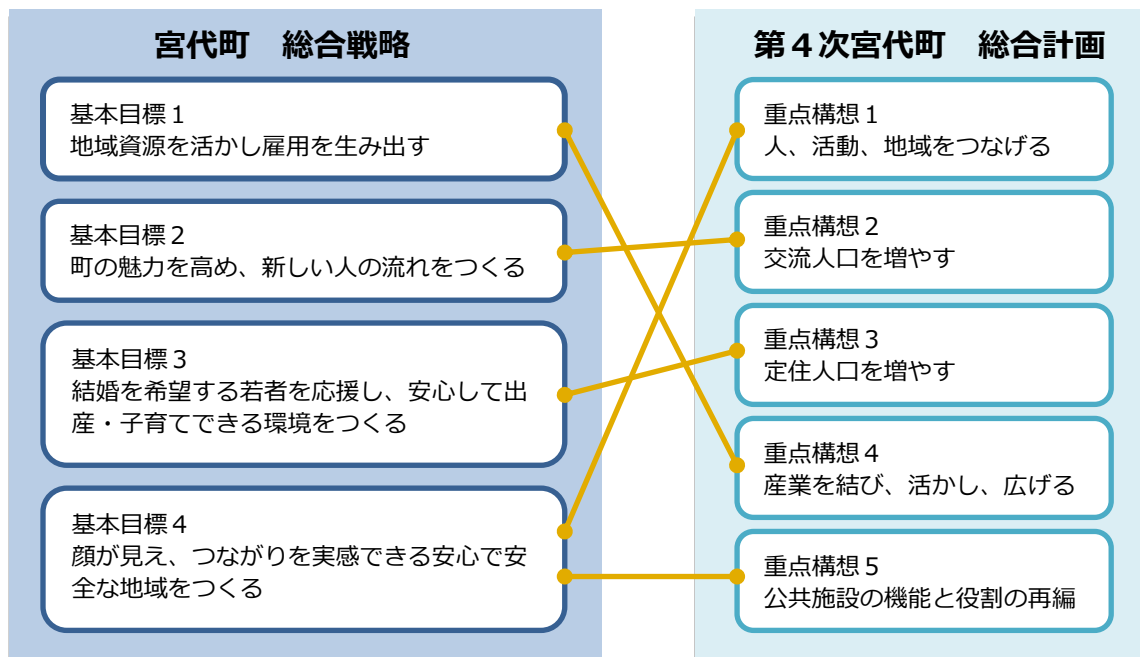 宮代町　総合戦略
基本目標１
地域資源を活かし雇用を生み出す
基本目標２
町の魅力を高め、新しい人の流れをつくる
基本目標３
結婚を希望する若者を応援し、安心して出
産・子育てできる環境をつくる
基本目標４
顔が見え、つながりを実感できる安心で安
全な地域をつくる
第４次宮代町　総合計画
重点構想１
人、活動、地域をつなげる
重点構想２
交流人口を増やす
重点構想３
定住人口を増やす
重点構想４
産業を結び、活かし、広げる
重点構想５
公共施設の機能と役割の再編